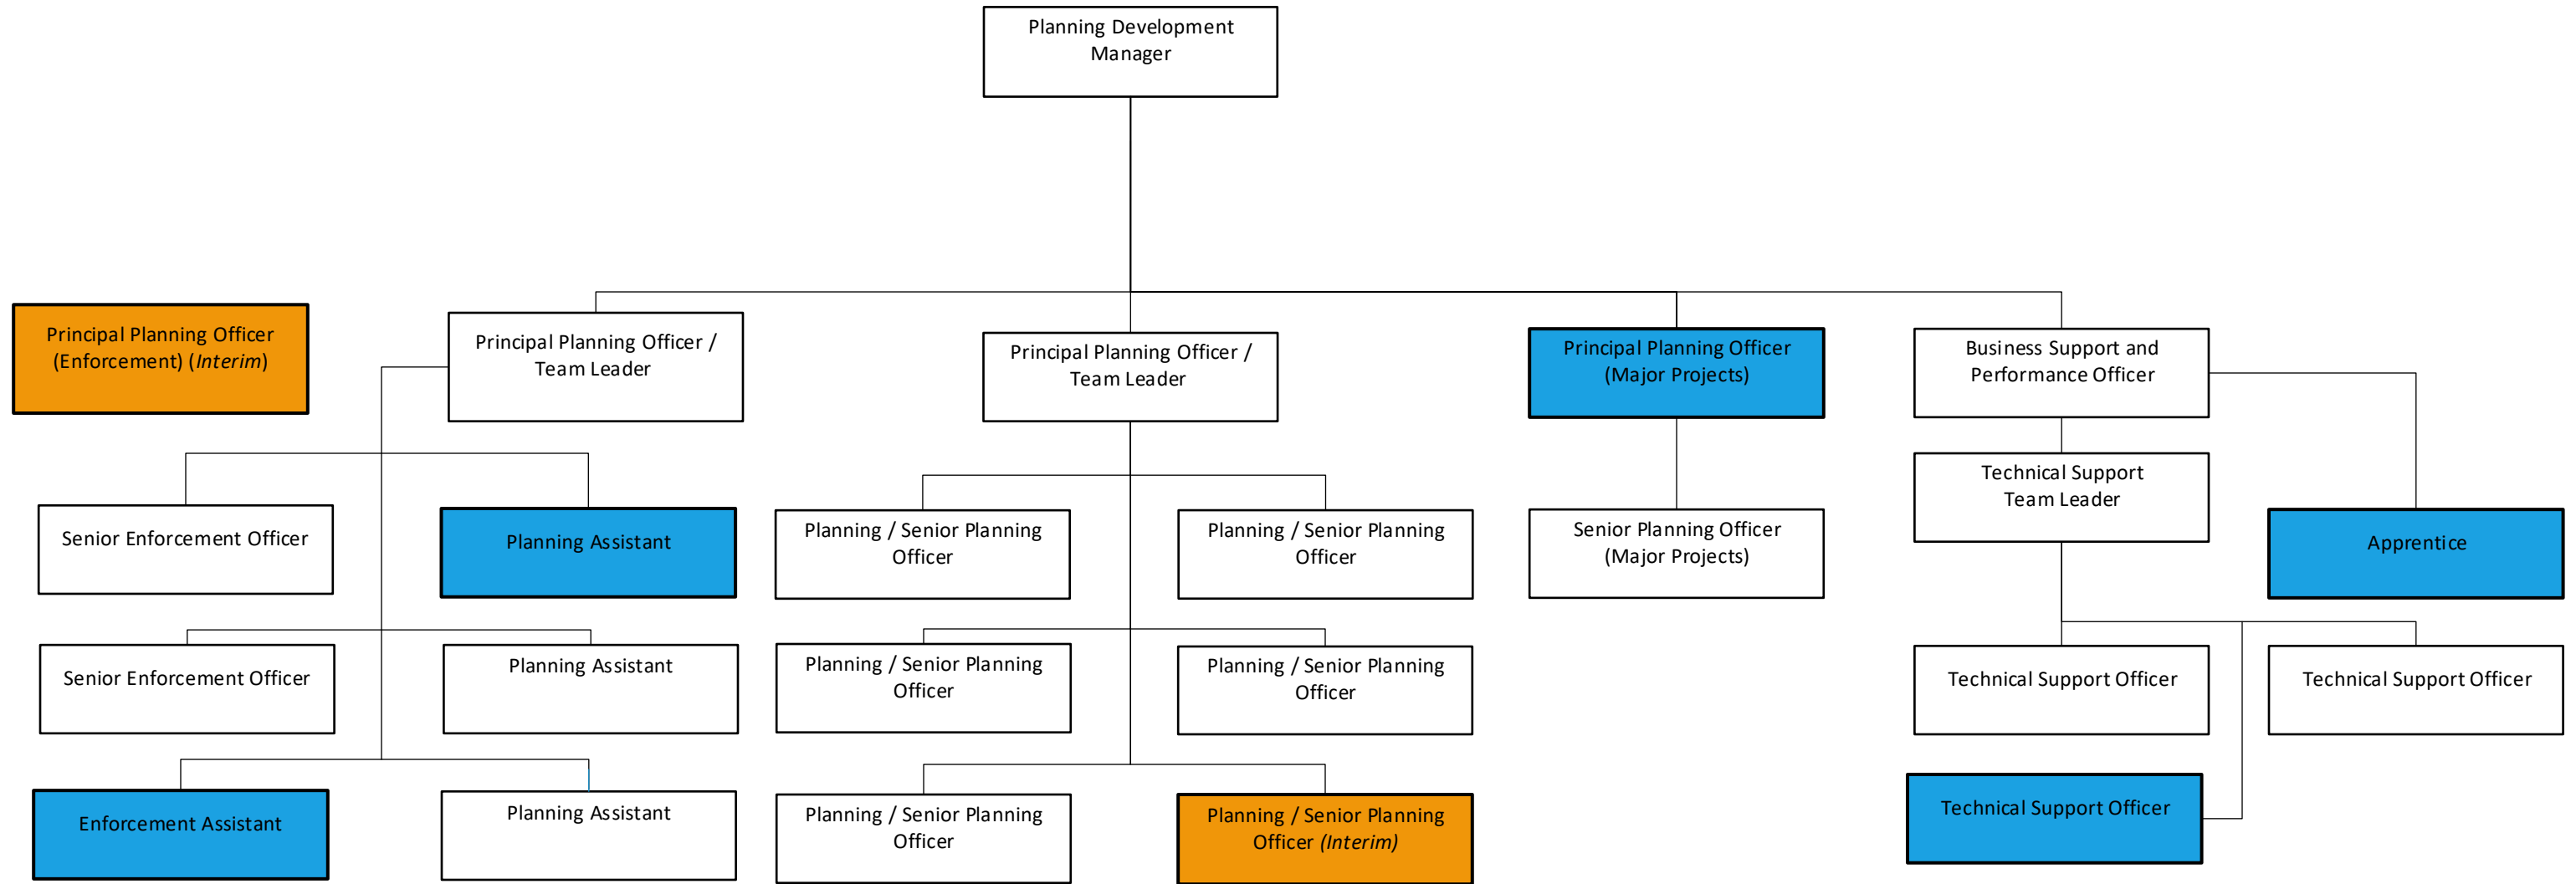 Planning Development
Manager
Principal Planning Officer
(Enforcement) (Interim)
Principal Planning Officer /
Team Leader
Principal Planning Officer /
Team Leader
Principal Planning Officer
(Major Projects)
Business Support and
Performance Officer
Technical Support
Team Leader
Senior Enforcement Officer
Planning Assistant
Planning / Senior Planning
Officer
Planning / Senior Planning
Officer
Senior Planning Officer
(Major Projects)
Apprentice
Senior Enforcement Officer
Planning Assistant
Planning / Senior Planning
Officer
Planning / Senior Planning
Officer
Technical Support Officer
Technical Support Officer
Enforcement Assistant
Planning Assistant
Planning / Senior Planning
Officer
Planning / Senior Planning
Officer (Interim)
Technical Support Officer